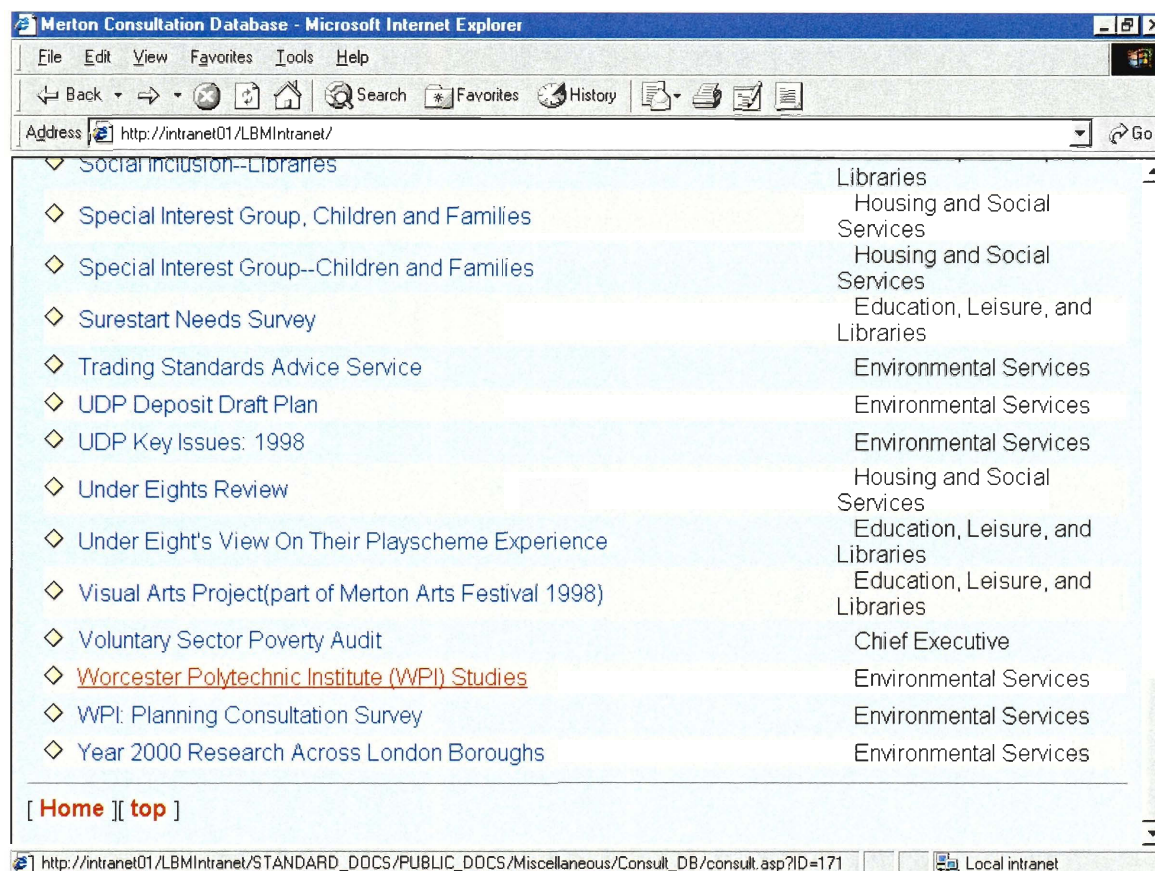 Merton Consultation Database - Microsoft Internet Explorer
File Edit View Favorites Tools Help
Back Search Favorites History
Address http://intranet01/LBMIntranet/ Go
Social Inclusion--Libraries
Libraries
Special Interest Group, Children and Families Housing and Social
Services
Special Interest Group--Children and Families Housing and Social
Services
Surestart Needs Survey Education, Leisure, and
Libraries
Trading Standards Advice Service Environmental Services
UDP Deposit Draft Plan Environmental Services
UDP Key Issues: 1998 Environmental Services
Under Eights Review Housing and Social
Services
Under Eight's View On Their Playscheme Experience Education, Leisure, and
Libraries
Visual Arts Project(part of Merton Arts Festival 1998) Education, Leisure, and
Libraries
Voluntary Sector Poverty Audit Chief Executive
Worcester Polytechnic Institute (WPI) Studies Environmental Services
WPI: Planning Consultation Survey Environmental Services
Year 2000 Research Across London Boroughs Environmental Services
[ Home ][ top ]
http://intranet01/LBMIntranet/STANDARD_DOCS/PUBLIC_DOCS/Miscellaneous/Consult_DB/consult.asp?ID=171 Local intranet